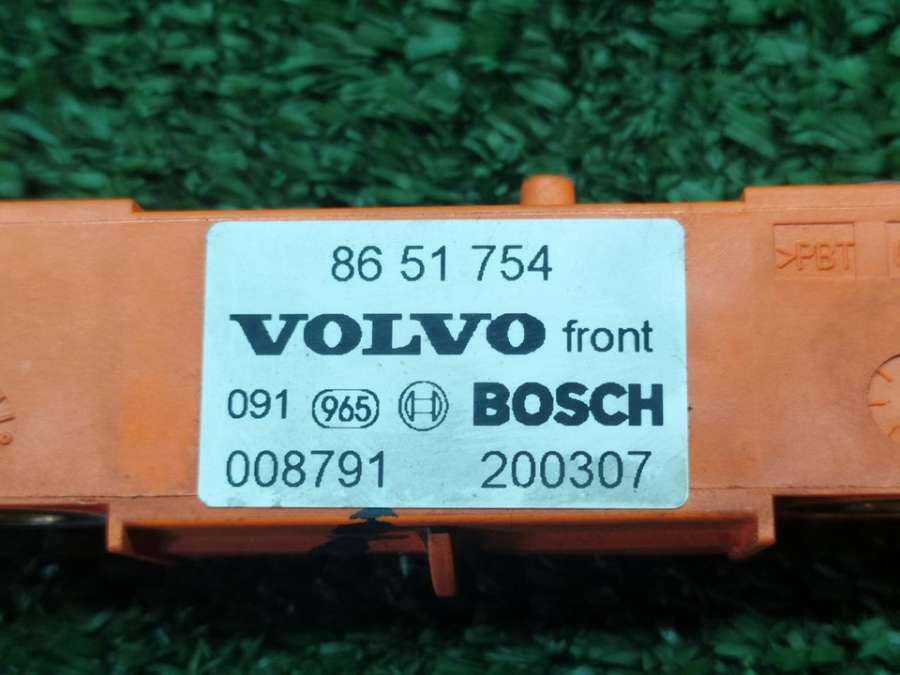 86 51 754
VOLVO front
091 965 H BOSCH
008791 200307
>PBT